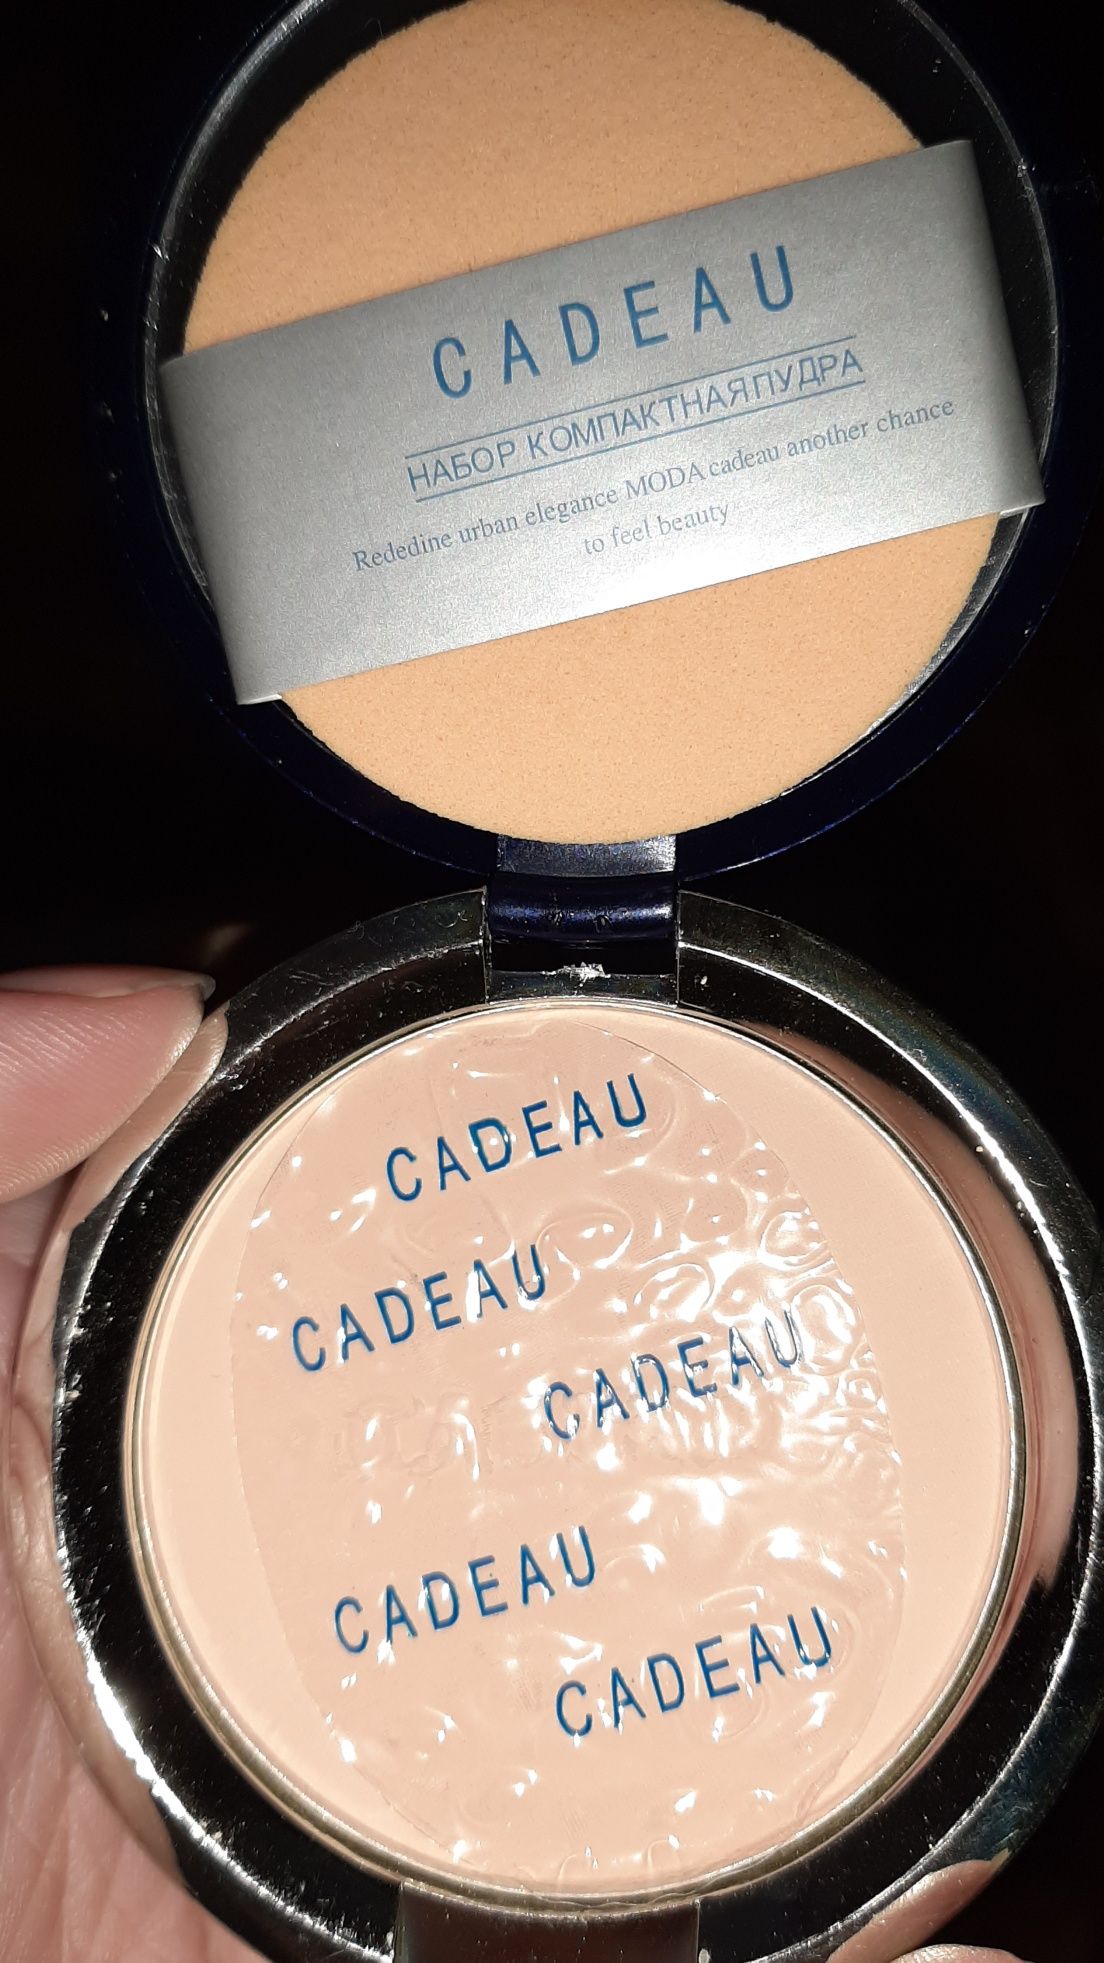 CADEAU
НАБОР КОМПАКТНАЯПУДРА
Rededine urban elegance MODA cadeau another chance
to feel beauty
CADEAU
CADEAU
CADEAU
CADEAU
CADEAU